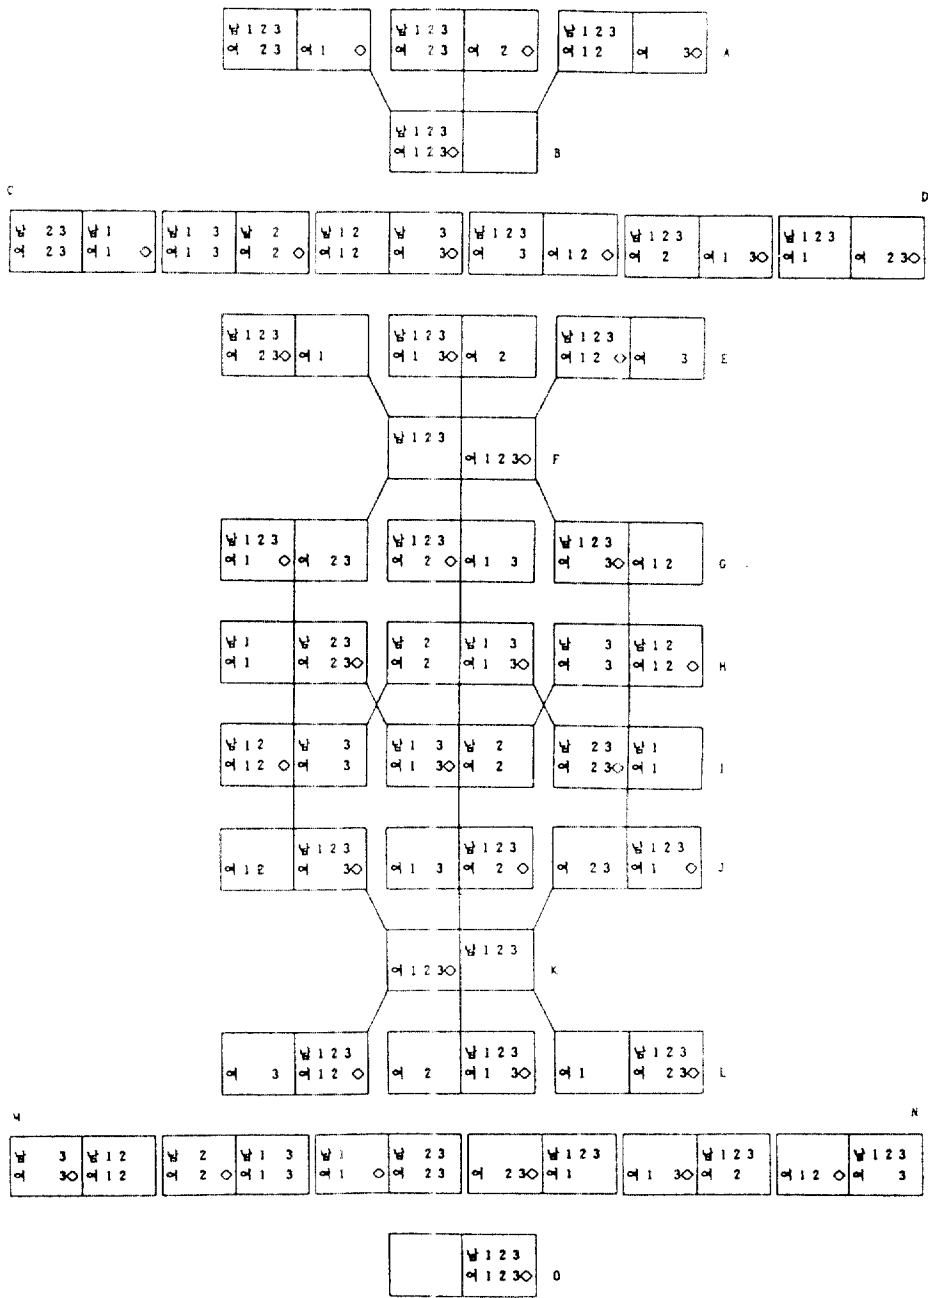 남 1 2 3 남 1 2 3 남 1 2 3
여 2 3 여 1 ◇ 여 2 3 여 2 ◇ 여 1 2 여 3◇ A
남 1 2 3
여 1 2 3◇ B
C D
남 2 3 남 1 남 1 3 남 2 남 1 2 남 3 남 1 2 3 남 1 2 3 남 1 2 3
여 2 3 여 1 ◇ 여 1 3 여 2 ◇ 여 1 2 여 3◇ 여 3 여 1 2 ◇ 여 2 여 1 3◇ 여 1 여 2 3◇
남 1 2 3 남 1 2 3 남 1 2 3
여 2 3◇ 여 1 여 1 3◇ 여 2 여 1 2 ◇ 여 3 E
남 1 2 3
여 1 2 3◇ F
남 1 2 3 남 1 2 3 남 1 2 3
여 1 ◇ 여 2 3 여 2 ◇ 여 1 3 여 3◇ 여 1 2 G
남 1 남 2 3 남 2 남 1 3 남 3 남 1 2
여 1 여 2 3◇ 여 2 여 1 3◇ 여 3 여 1 2 ◇ H
남 1 2 남 3 남 1 3 남 2 남 2 3 남 1
여 1 2 ◇ 여 3 여 1 3◇ 여 2 여 2 3◇ 여 1 I
남 1 2 3 남 1 2 3 남 1 2 3
여 1 2 여 3◇ 여 1 3 여 2 ◇ 여 2 3 여 1 ◇ J
남 1 2 3
여 1 2 3◇ K
남 1 2 3 남 1 2 3 남 1 2 3
여 3 여 1 2 ◇ 여 2 여 1 3◇ 여 1 여 2 3◇ L
M N
남 3 남 1 2 남 2 남 1 3 남 1 남 2 3 남 1 2 3 남 1 2 3 남 1 2 3
여 3◇ 여 1 2 여 2 ◇ 여 1 3 여 1 ◇ 여 2 3 여 2 3◇ 여 1 여 1 3◇ 여 2 여 1 2 ◇ 여 3
남 1 2 3
여 1 2 3◇ O